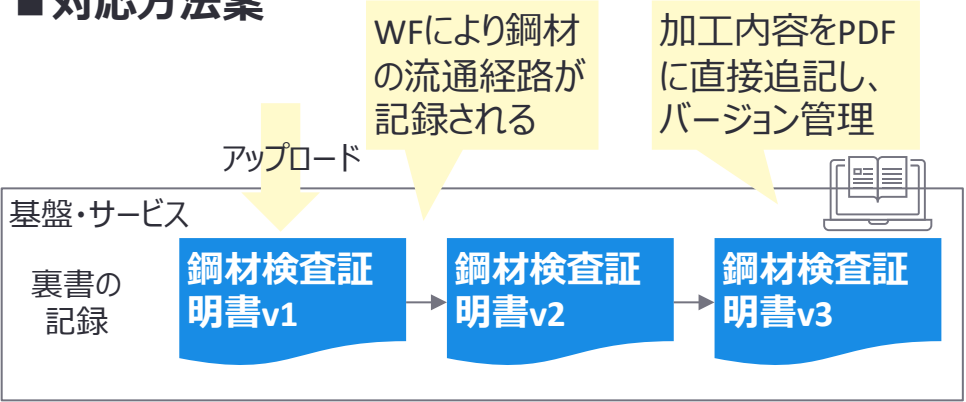 ■対応方法案
WFにより鋼材
の流通経路が
記録される
加工内容をPDF
に直接追記し、
バージョン管理
アップロード
基盤・サービス
裏書の
記録
鋼材検査証
明書v1
鋼材検査証
明書v2
鋼材検査証
明書v3